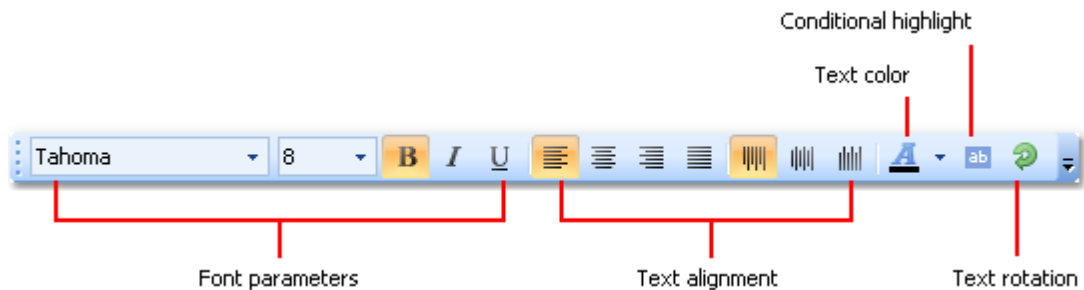 Conditional highlight
Text color
Tahoma 8 B I U A ab
Font parameters Text alignment Text rotation